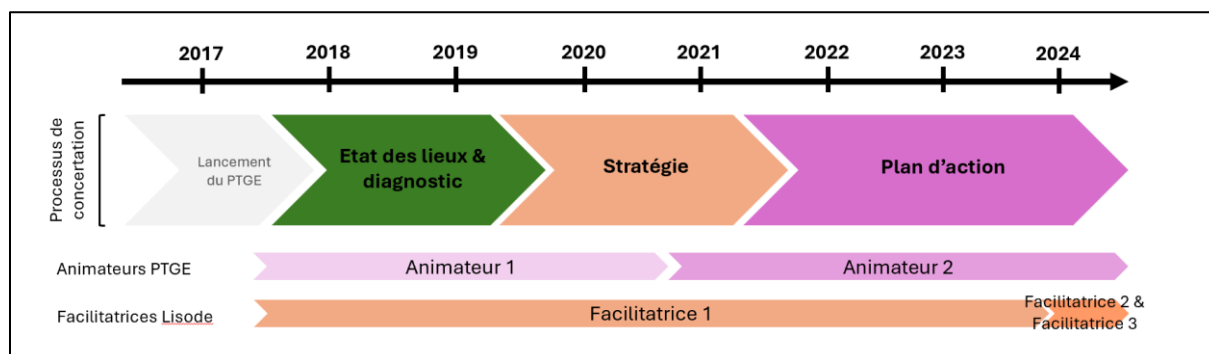 2017 2018 2019 2020 2021 2022 2023 2024
Processus de
concertation
Lancement
du PTGE
Etat des lieux &
diagnostic
Stratégie
Plan d’action
Animateurs PTGE
Animateur 1
Animateur 2
Facilitatrices Lisode
Facilitatrice 1
Facilitatrice 2 &
Facilitatrice 3